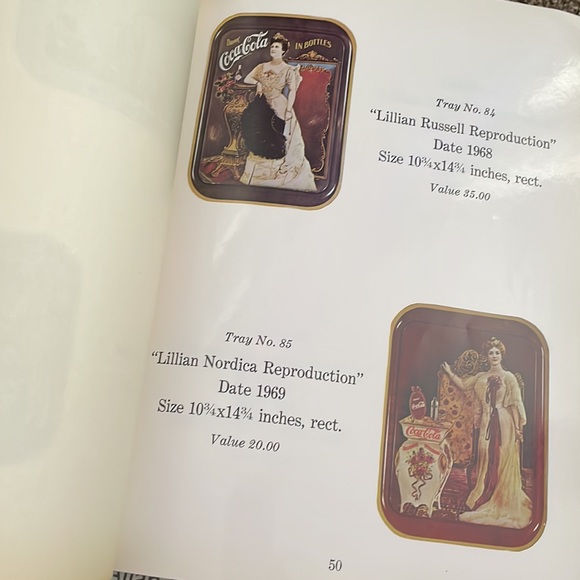 Coca-Cola IN BOTTLES
Tray No. 84
"Lillian Russell Reproduction"
Date 1968
Size 10¾x14¾ inches, rect.
Value 35.00
Tray No. 85
"Lillian Nordica Reproduction"
Date 1969
Size 10¾x14¾ inches, rect.
Value 20.00
Coca-Cola
50